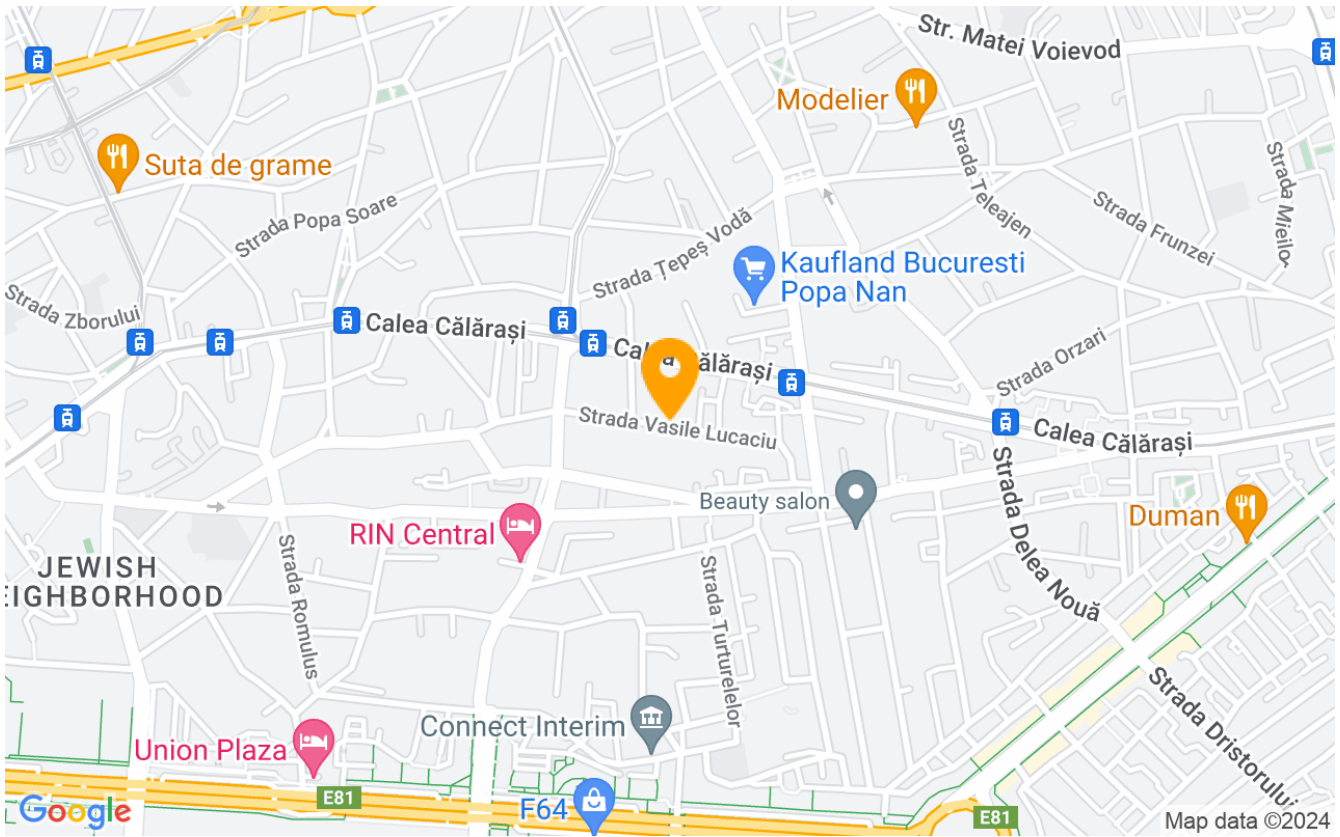 Str. Matei Voievod
Modelier
Suta de grame
Strada Popa Soare
Strada Teleajen
Strada Frunzei
Strada Mieilor
Strada Țepeș Vodă
Kaufland Bucuresti
Popa Nan
Strada Zborului
Calea Călărași
Calea Călărași
Strada Orzari
Strada Vasile Lucaciu
Calea Călărași
Beauty salon
RIN Central
Strada Delea Nouă
Duman
JEWISH
EIGHBORHOOD
Strada Romulus
Strada Turturelelor
Connect Interim
Union Plaza
Strada Dristorului
E81
F64
E81
Google
Map data ©2024